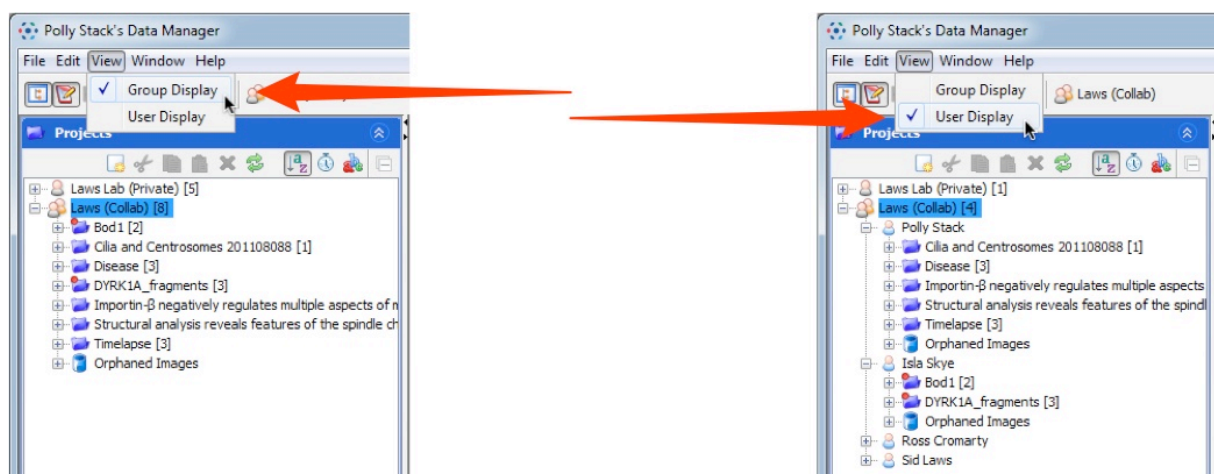 Polly Stack's Data Manager
File Edit View Window Help
Group Display
User Display
Projects
Laws Lab (Private) [5]
Laws (Collab) [8]
Bod1 [2]
Cilia and Centrosomes 201108088 [1]
Disease [3]
DYRK1A_fragments [3]
Importin-β negatively regulates multiple aspects of
Structural analysis reveals features of the spindle
Timelapse [3]
Orphaned Images
Polly Stack's Data Manager
File Edit View Window Help
Group Display
Laws (Collab)
User Display
Projects
Laws Lab (Private) [1]
Laws (Collab) [4]
Polly Stack
Cilia and Centrosomes 201108088 [1]
Disease [3]
Importin-β negatively regulates multiple aspects
Structural analysis reveals features of the
Timelapse [3]
Orphaned Images
Isla Skye
Bod1 [2]
DYRK1A_fragments [3]
Orphaned Images
Ross Cromarty
Sid Laws